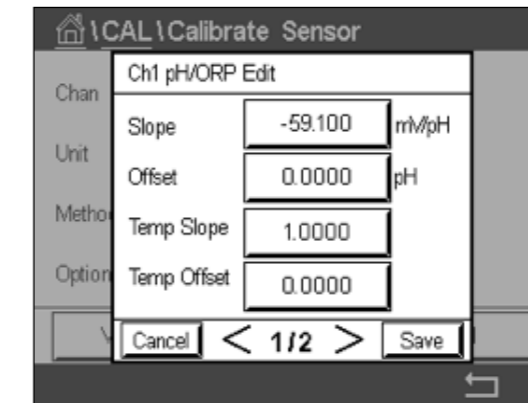 \CAL\Calibrate Sensor
Ch1 pH/ORP Edit
Chan
Slope -59.100 mV/pH
Unit
Offset 0.0000 pH
Temp Slope 1.0000
Option
Temp Offset 0.0000
Cancel < 1/2 > Save